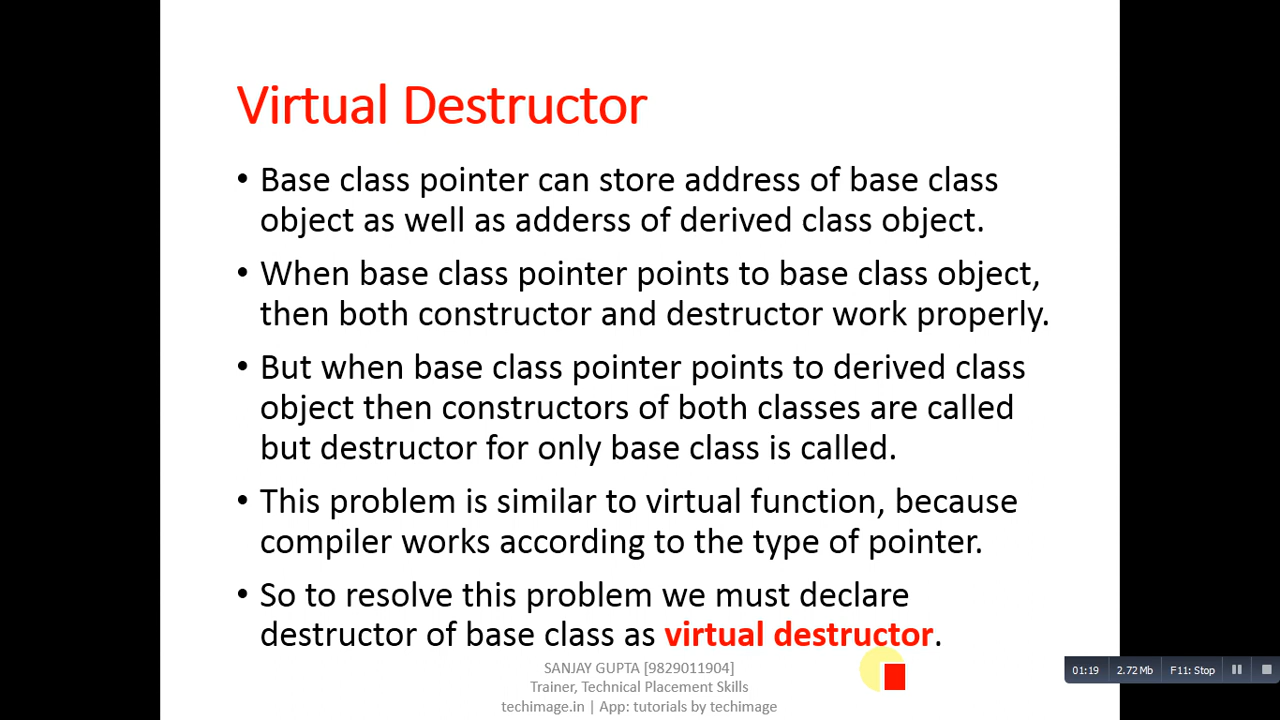 Virtual Destructor
• Base class pointer can store address of base class
object as well as adderss of derived class object.
• When base class pointer points to base class object,
then both constructor and destructor work properly.
• But when base class pointer points to derived class
object then constructors of both classes are called
but destructor for only base class is called.
• This problem is similar to virtual function, because
compiler works according to the type of pointer.
• So to resolve this problem we must declare
destructor of base class as virtual destructor.
SANJAY GUPTA [9829011904]
Trainer, Technical Placement Skills
techimage.in | App: tutorials by techimage
01:19 2.72 Mb F11: Stop